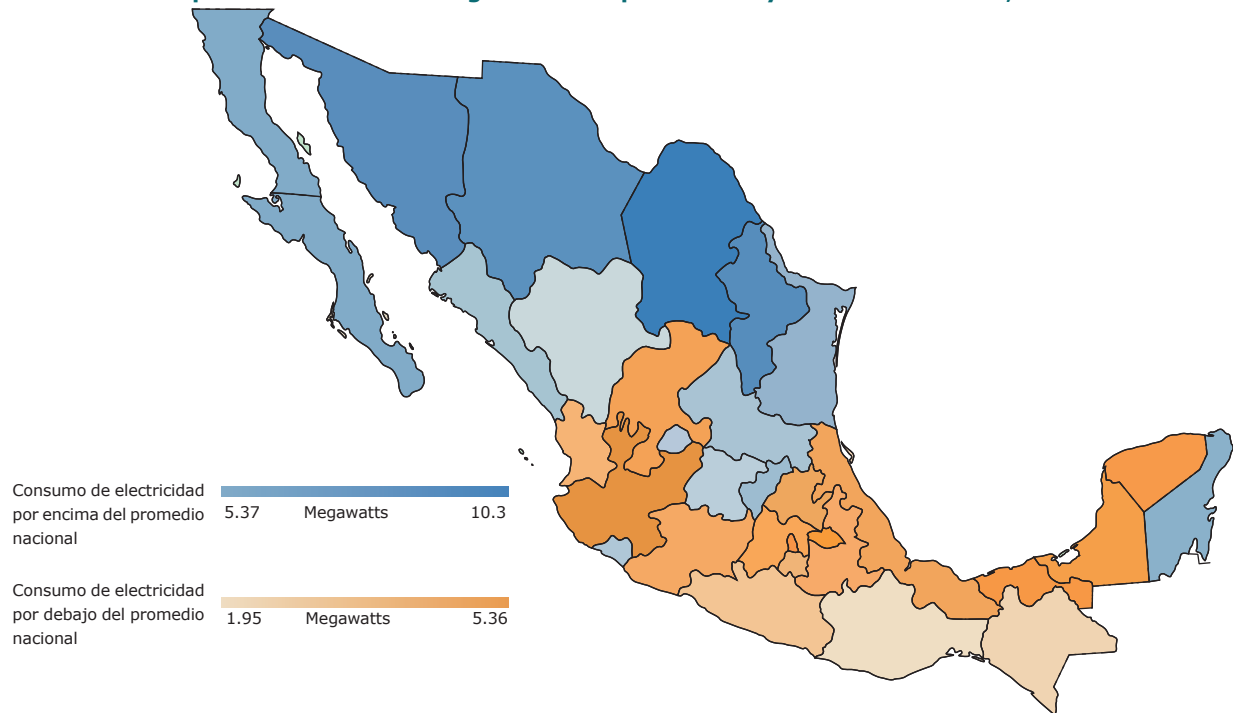 Consumo de electricidad
por encima del promedio
nacional
5.37 Megawatts 10.3
Consumo de electricidad
por debajo del promedio
nacional
1.95 Megawatts 5.36